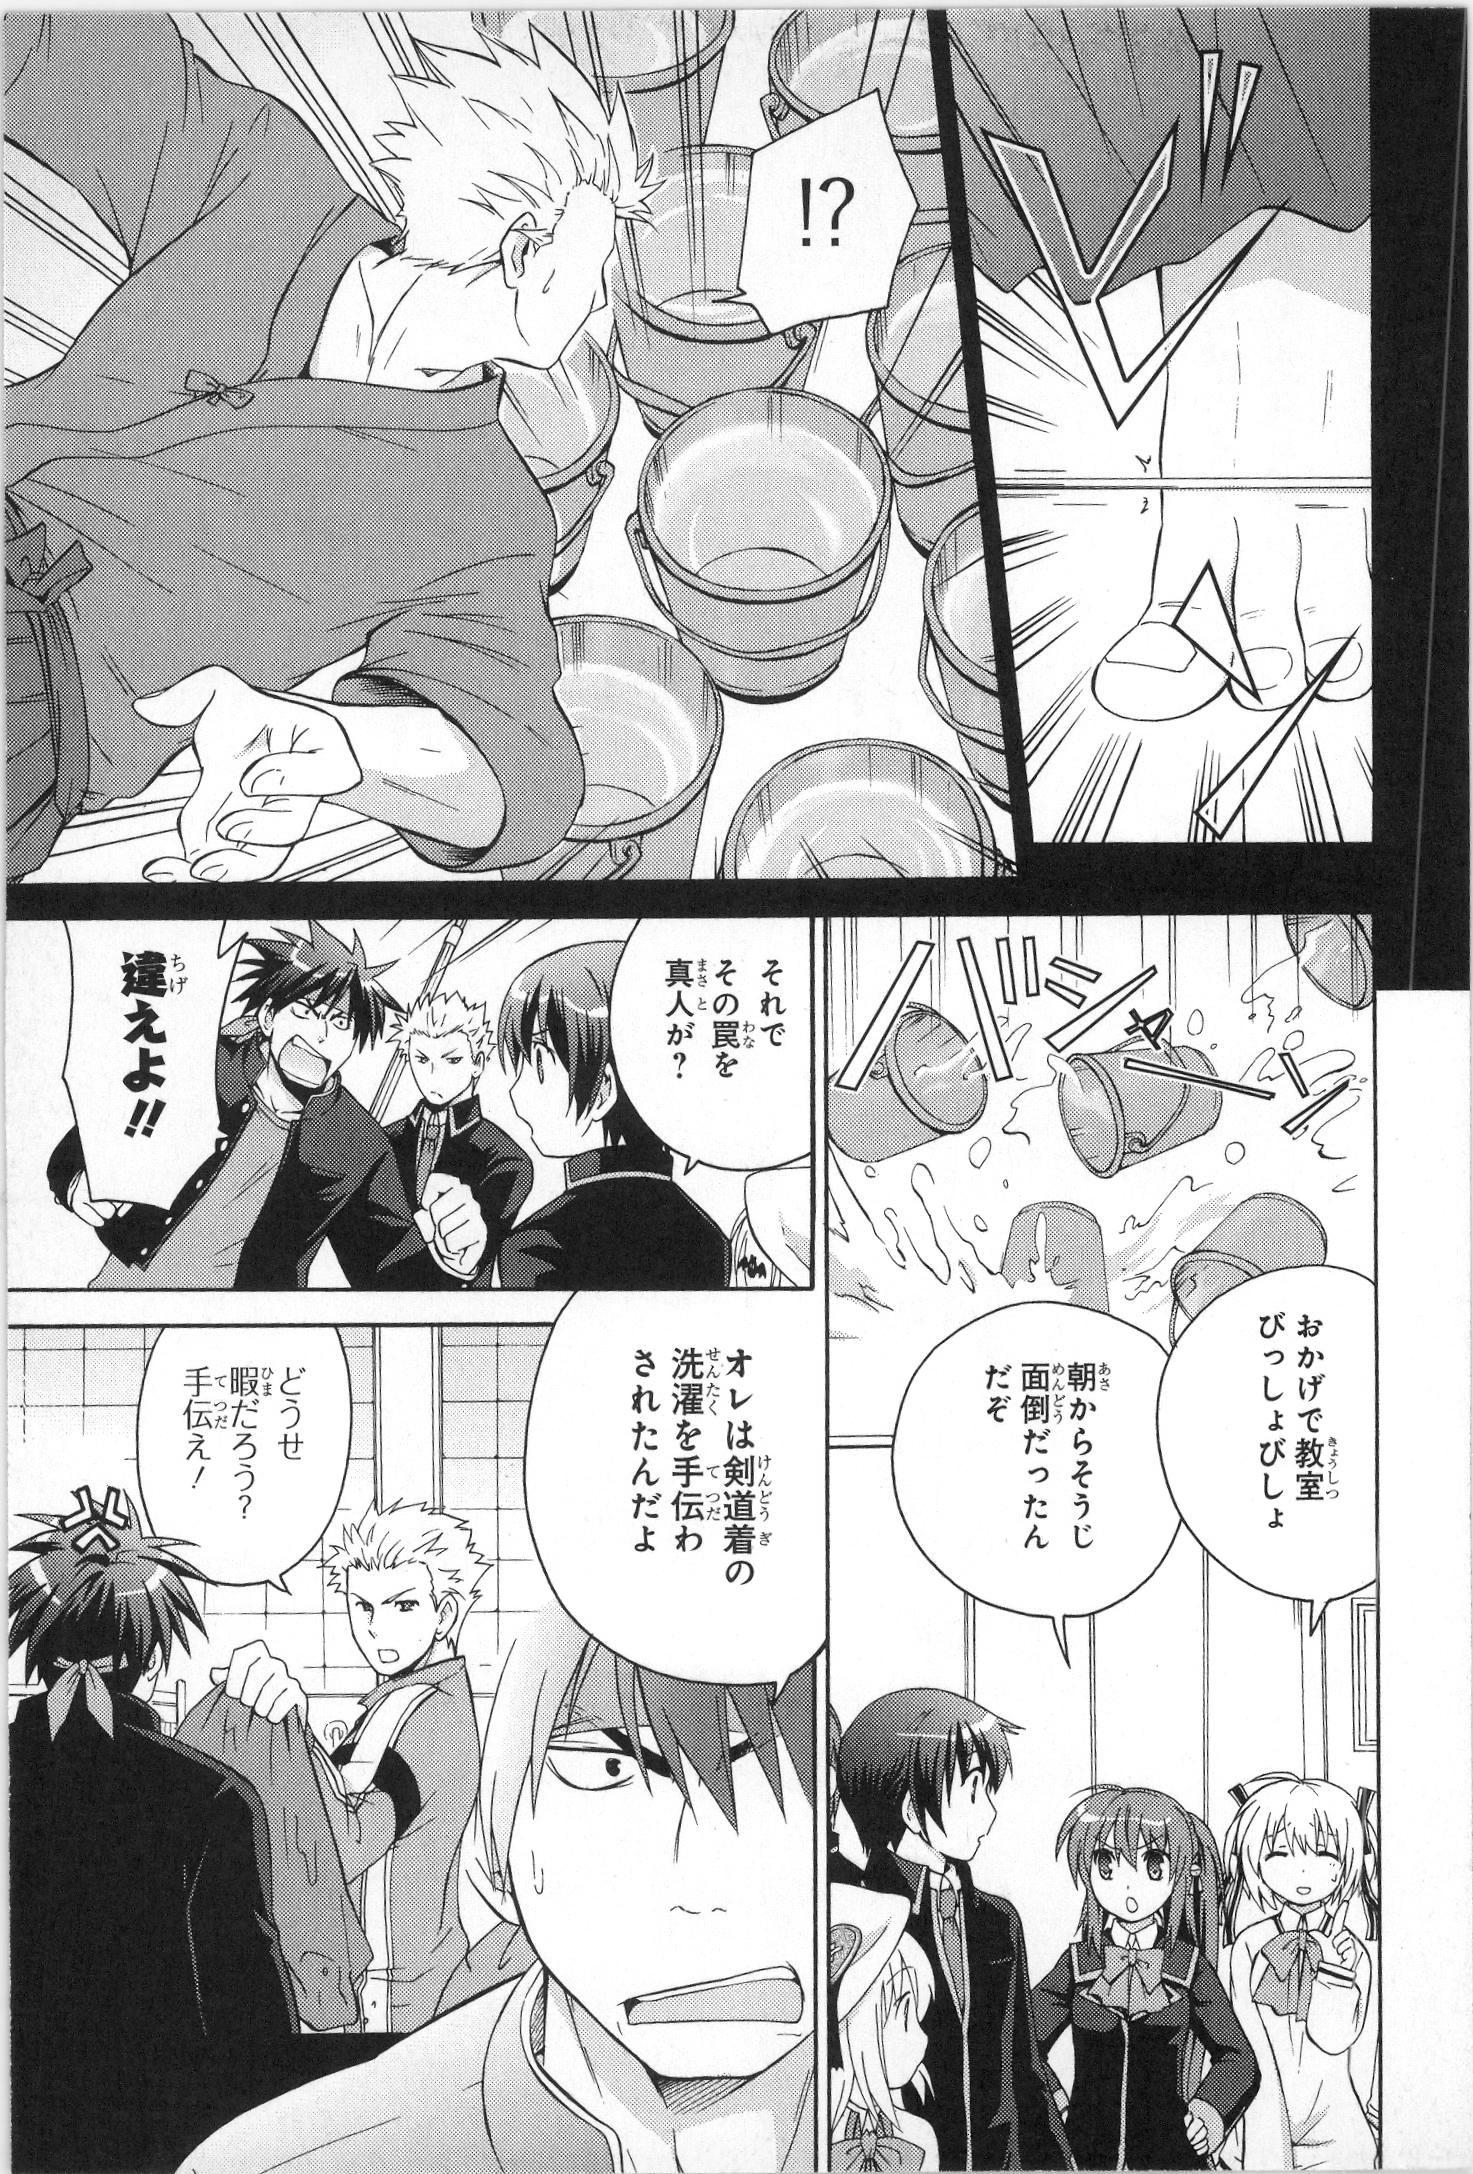 !?
バシャ
バシャ
おかげで教室
びっしょびしょ
朝からそうじ
面倒だったん
だぞ
それで
その罠を
真人が?
違えよ!!
オレは剣道着の
洗濯を手伝わ
されたんだよ
どうせ
暇だろう?
手伝え!